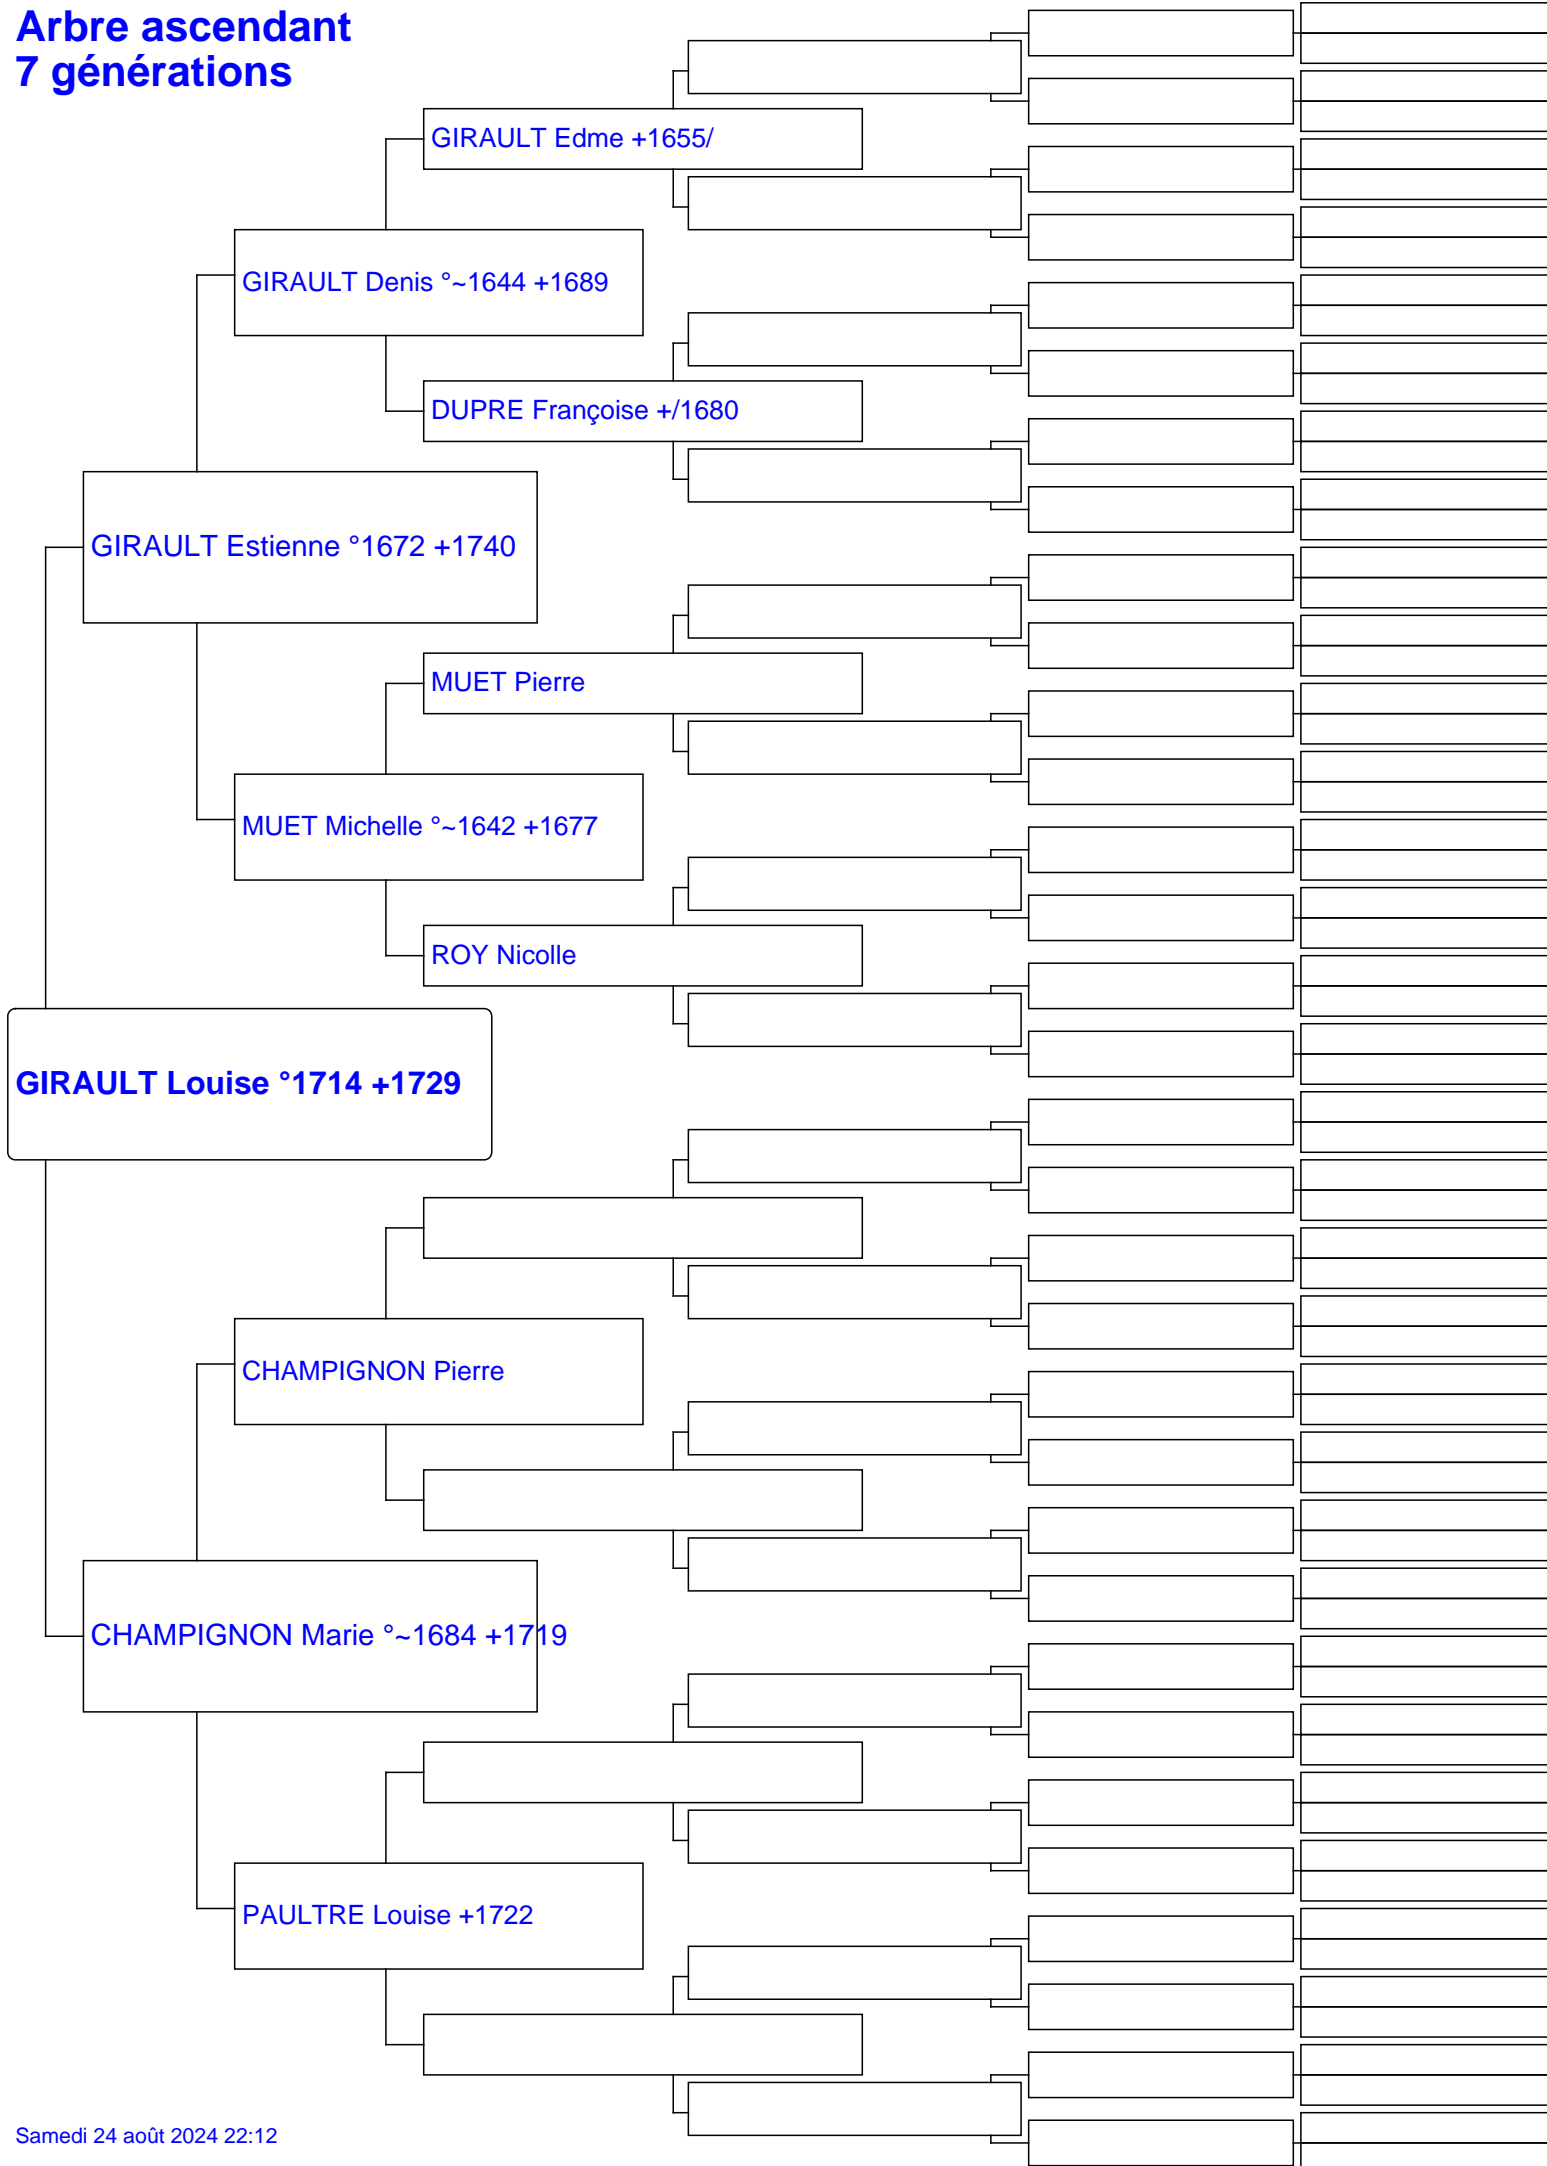 Arbre ascendant
7 générations
GIRAULT Edme +1655/
GIRAULT Denis °~1644 +1689
DUPRE Françoise +/1680
GIRAULT Estienne °1672 +1740
MUET Pierre
MUET Michelle °~1642 +1677
ROY Nicolle
GIRAULT Louise °1714 +1729
CHAMPIGNON Pierre
CHAMPIGNON Marie °~1684 +1719
PAULTRE Louise +1722
Samedi 24 août 2024 22:12